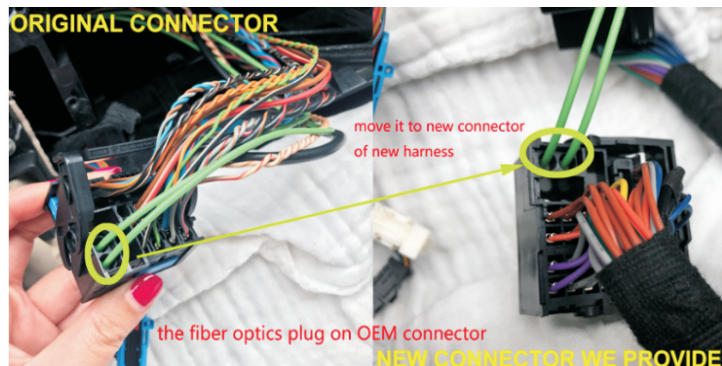 ORIGINAL CONNECTOR
move it to new connector
of new harness
the fiber optics plug on OEM connector
NEW CONNECTOR WE PROVIDE